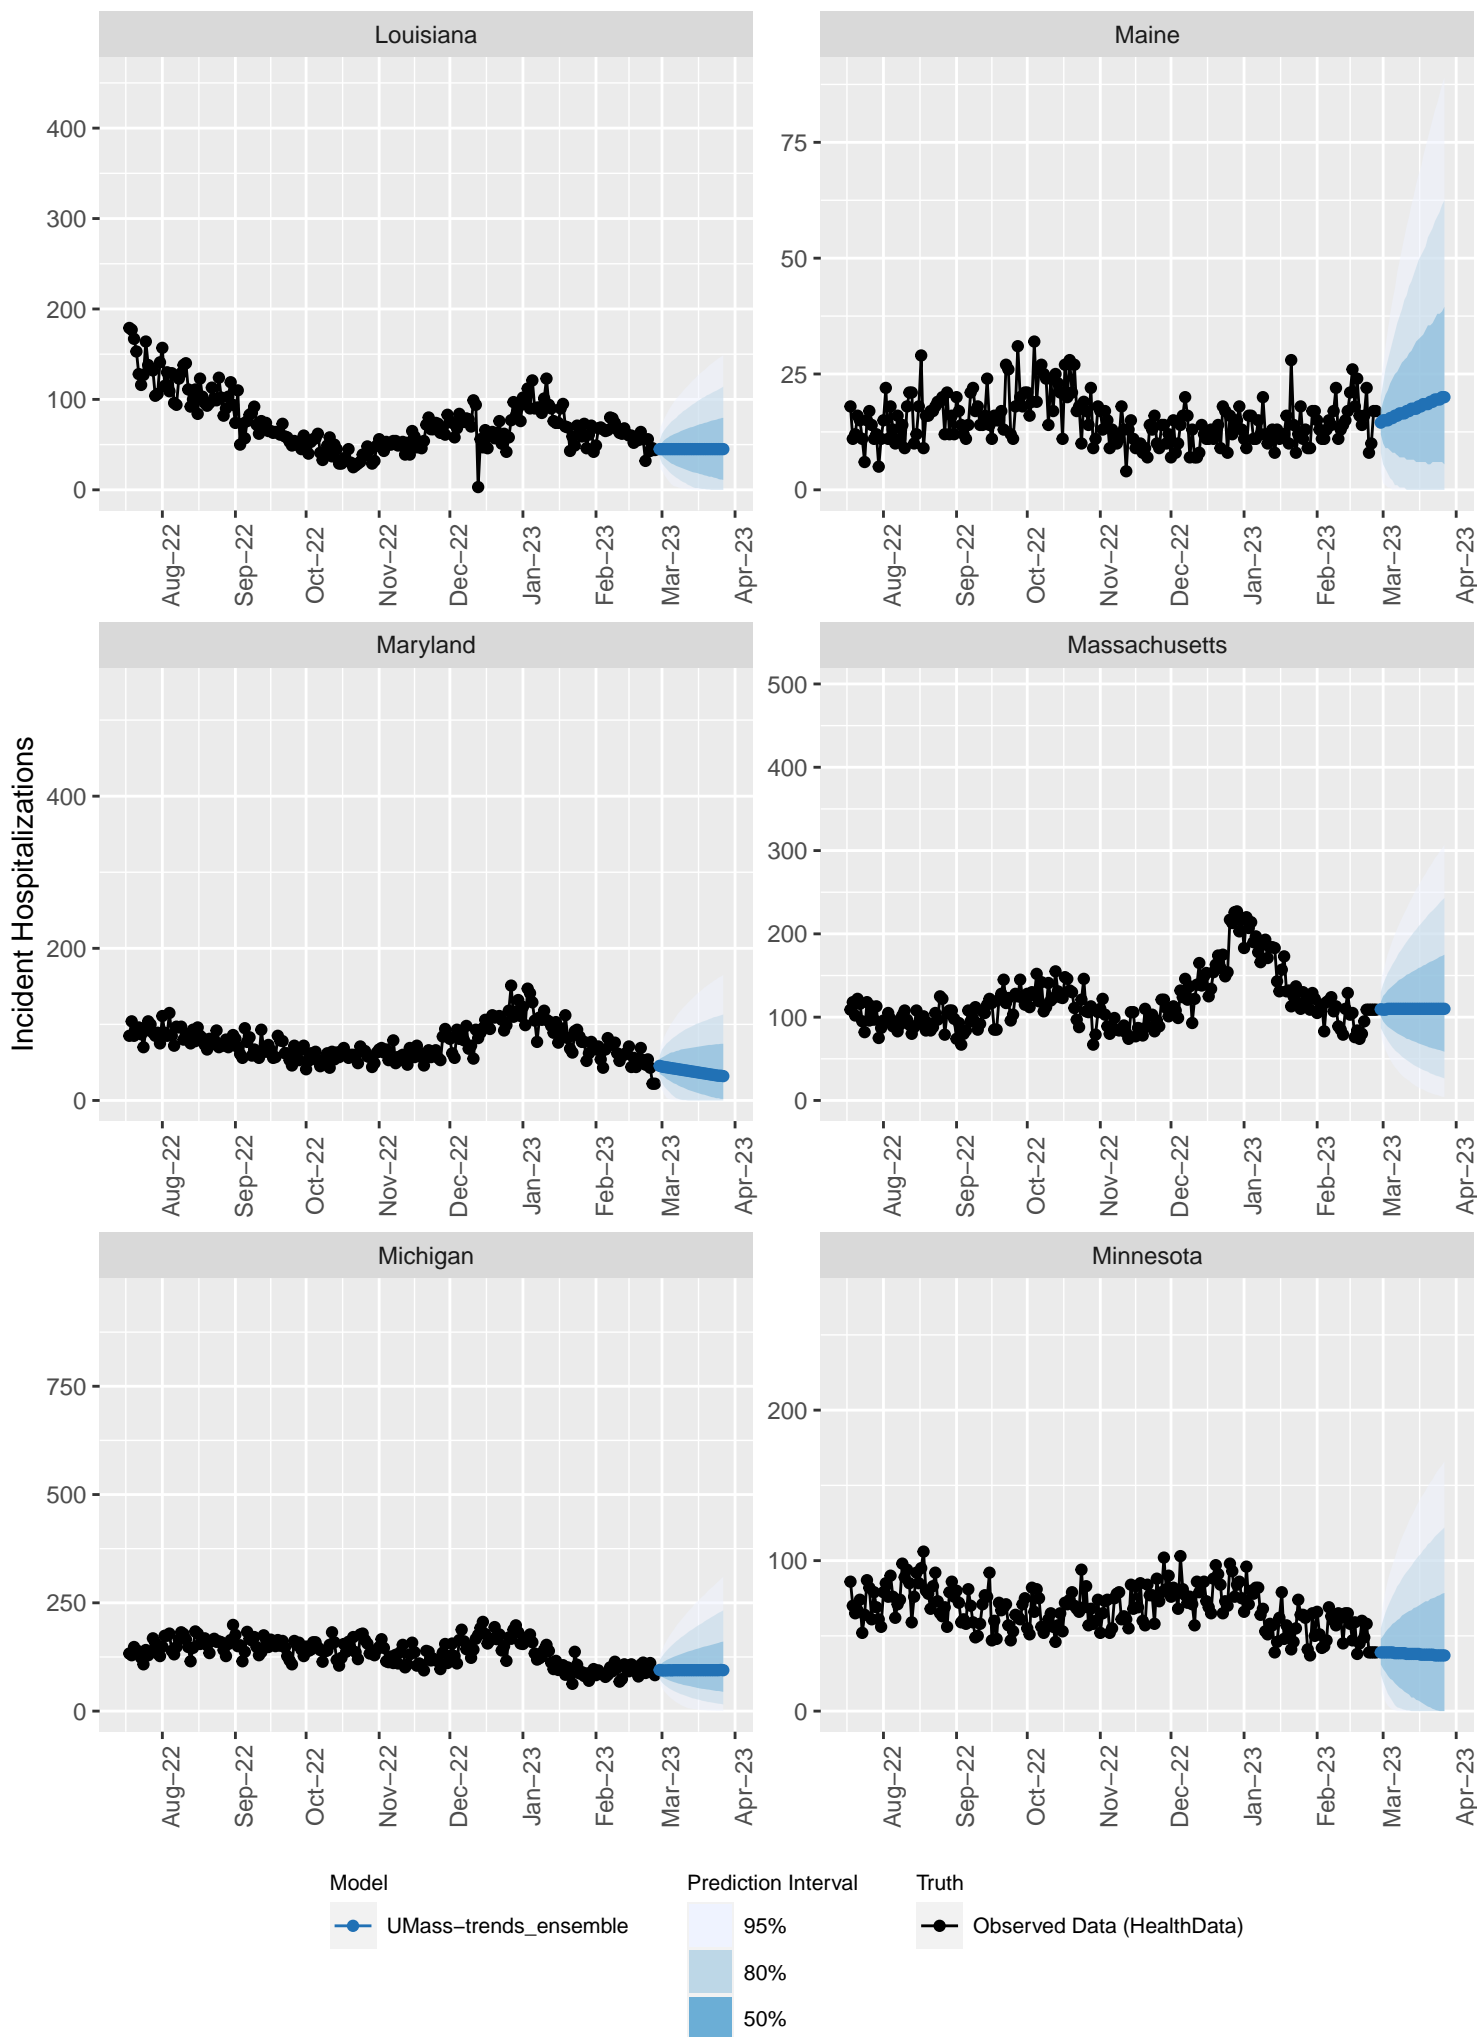 Louisiana
Maine
400
300
200
100
0
75
50
25
0
Aug−22
Sep−22
Oct−22
Nov−22
Dec−22
Jan−23
Feb−23
Mar−23
Apr−23
Aug−22
Sep−22
Oct−22
Nov−22
Dec−22
Jan−23
Feb−23
Mar−23
Apr−23
Incident Hospitalizations
Maryland
Massachusetts
400
200
0
500
400
300
200
100
0
Aug−22
Sep−22
Oct−22
Nov−22
Dec−22
Jan−23
Feb−23
Mar−23
Apr−23
Aug−22
Sep−22
Oct−22
Nov−22
Dec−22
Jan−23
Feb−23
Mar−23
Apr−23
Michigan
Minnesota
750
500
250
0
200
100
0
Aug−22
Sep−22
Oct−22
Nov−22
Dec−22
Jan−23
Feb−23
Mar−23
Apr−23
Aug−22
Sep−22
Oct−22
Nov−22
Dec−22
Jan−23
Feb−23
Mar−23
Apr−23
Model
UMass−trends_ensemble
Prediction Interval
95%
80%
50%
Truth
Observed Data (HealthData)